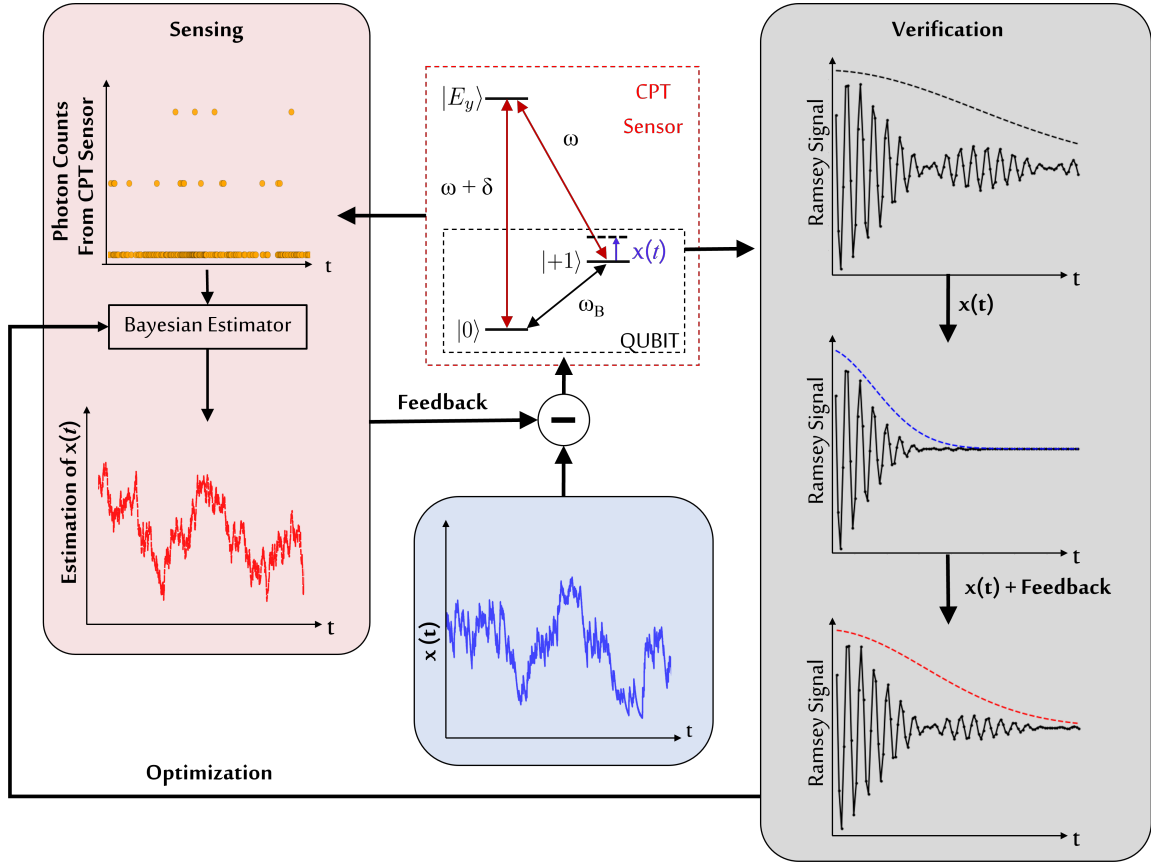 Sensing
Photon Counts
From CPT Sensor
t
Bayesian Estimator
Estimation of x(t)
t
|E_y⟩
CPT
Sensor
ω
ω + δ
x(t)
|+1⟩
ω_B
|0⟩
QUBIT
Feedback
−
x(t)
t
Optimization
Verification
Ramsey Signal
t
x(t)
Ramsey Signal
t
x(t) + Feedback
Ramsey Signal
t